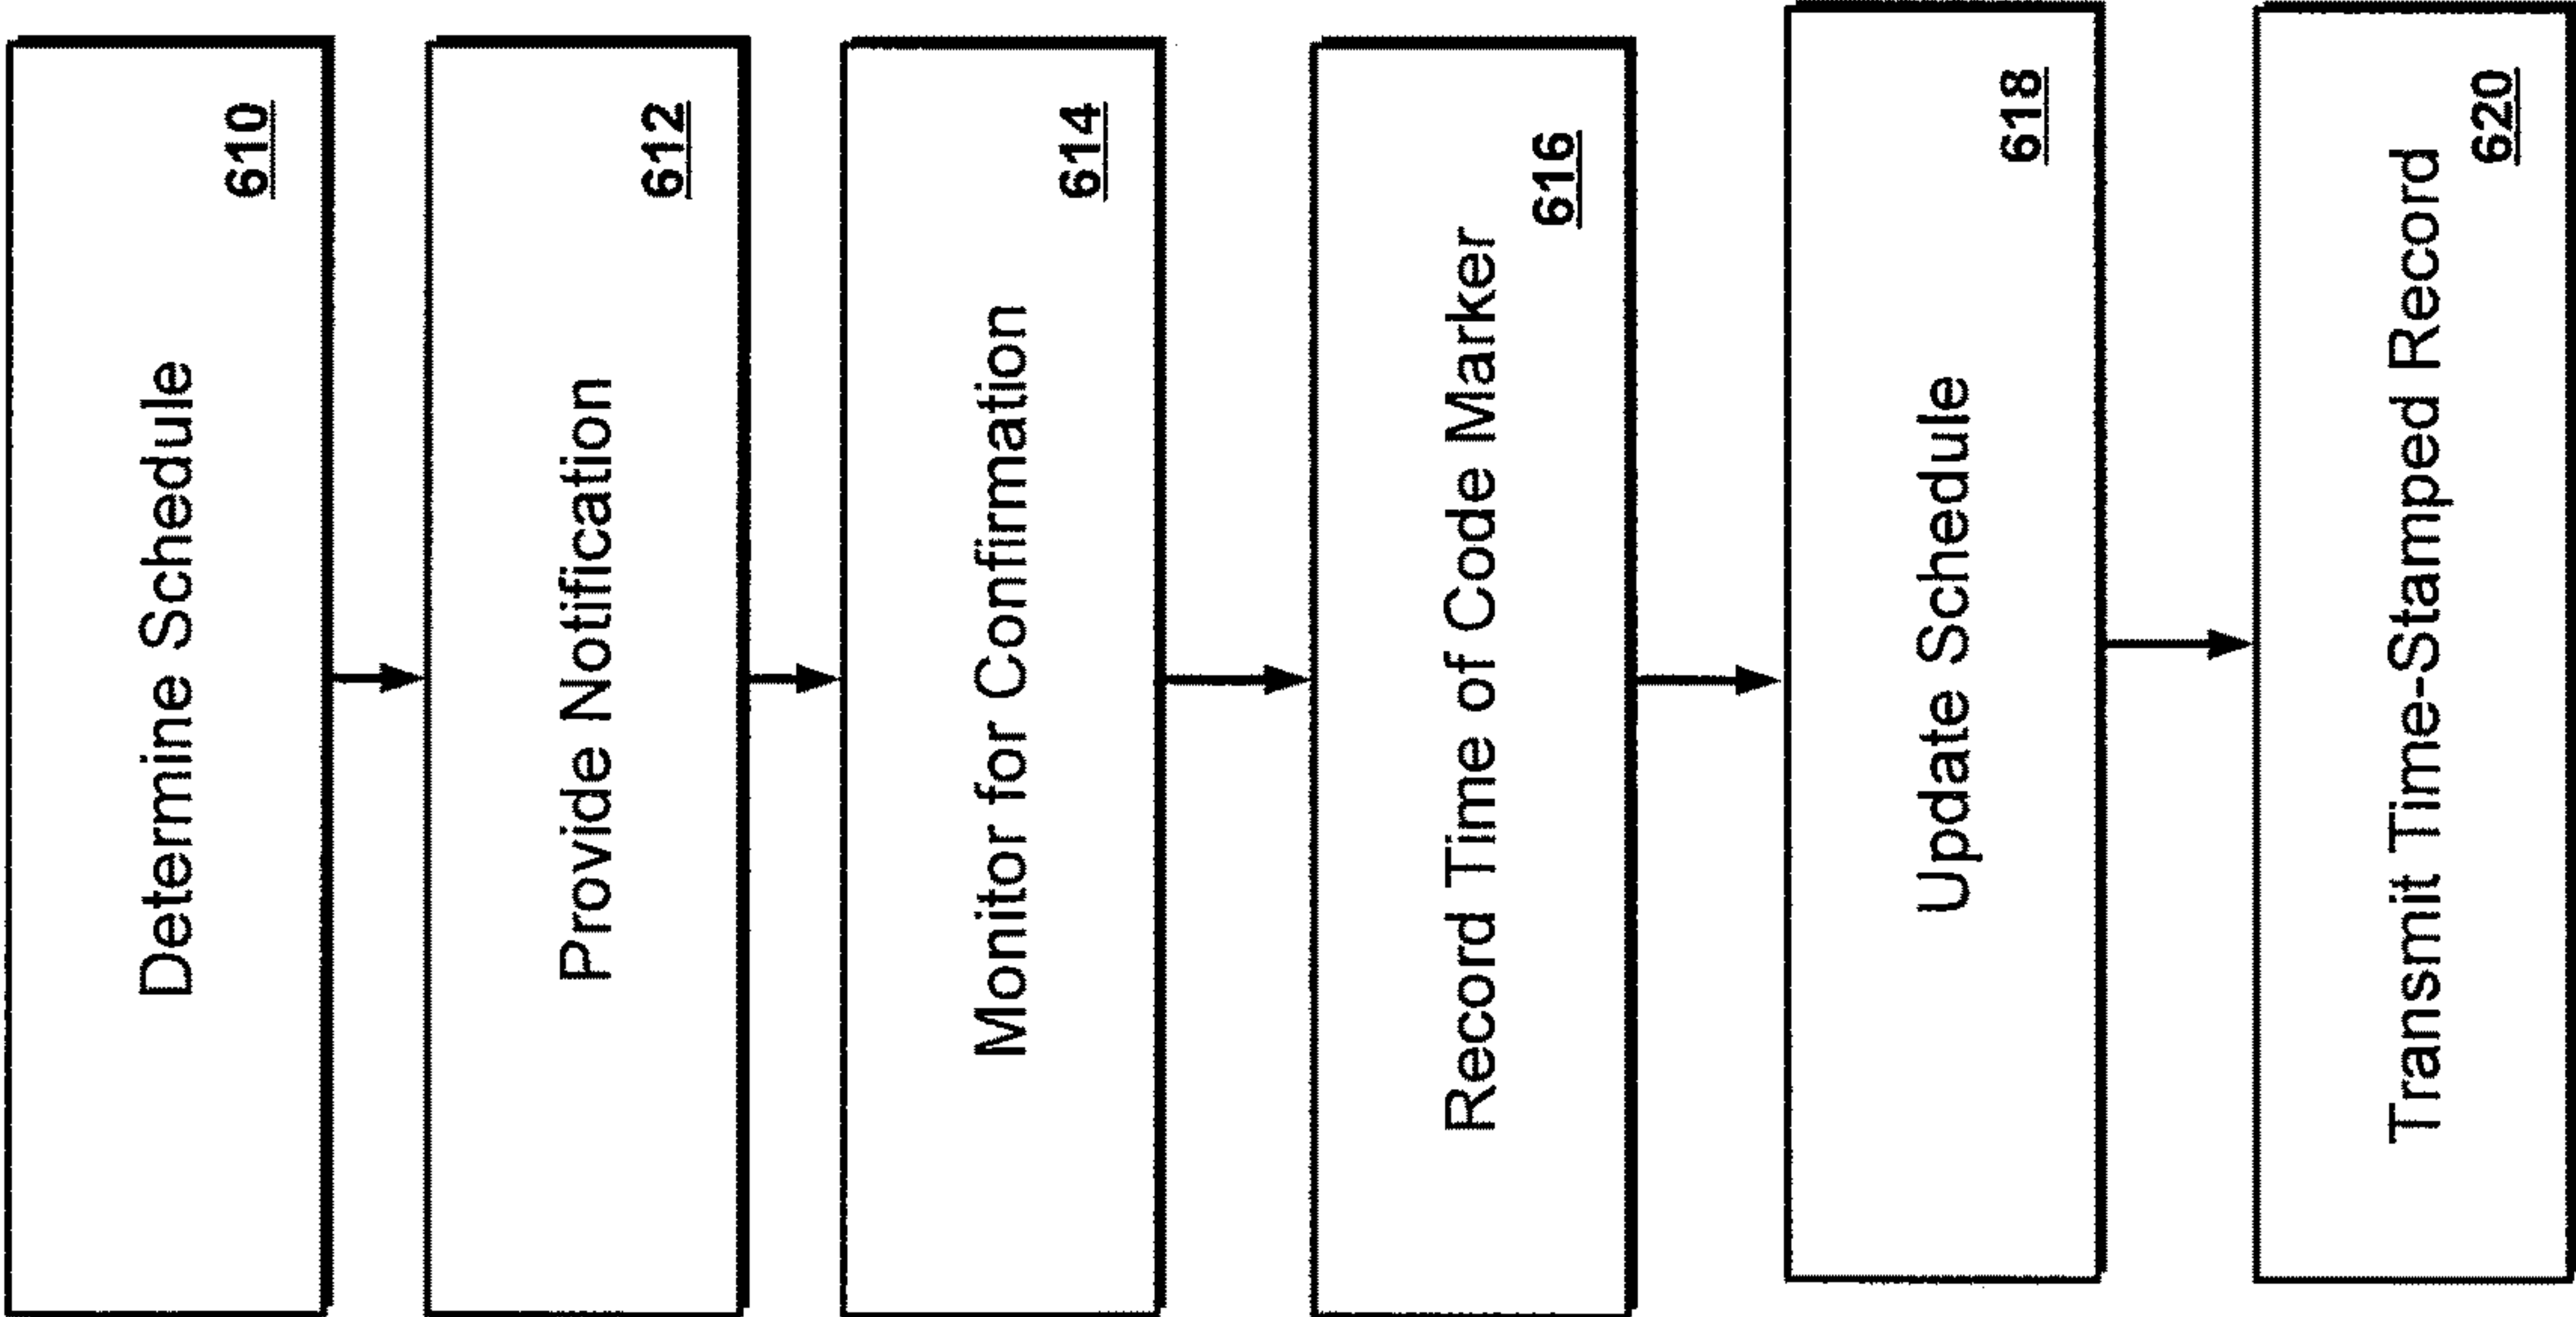 Determine Schedule
610
Provide Notification
612
Monitor for Confirmation
614
Record Time of Code Marker
616
Update Schedule
618
Transmit Time-Stamped Record
620